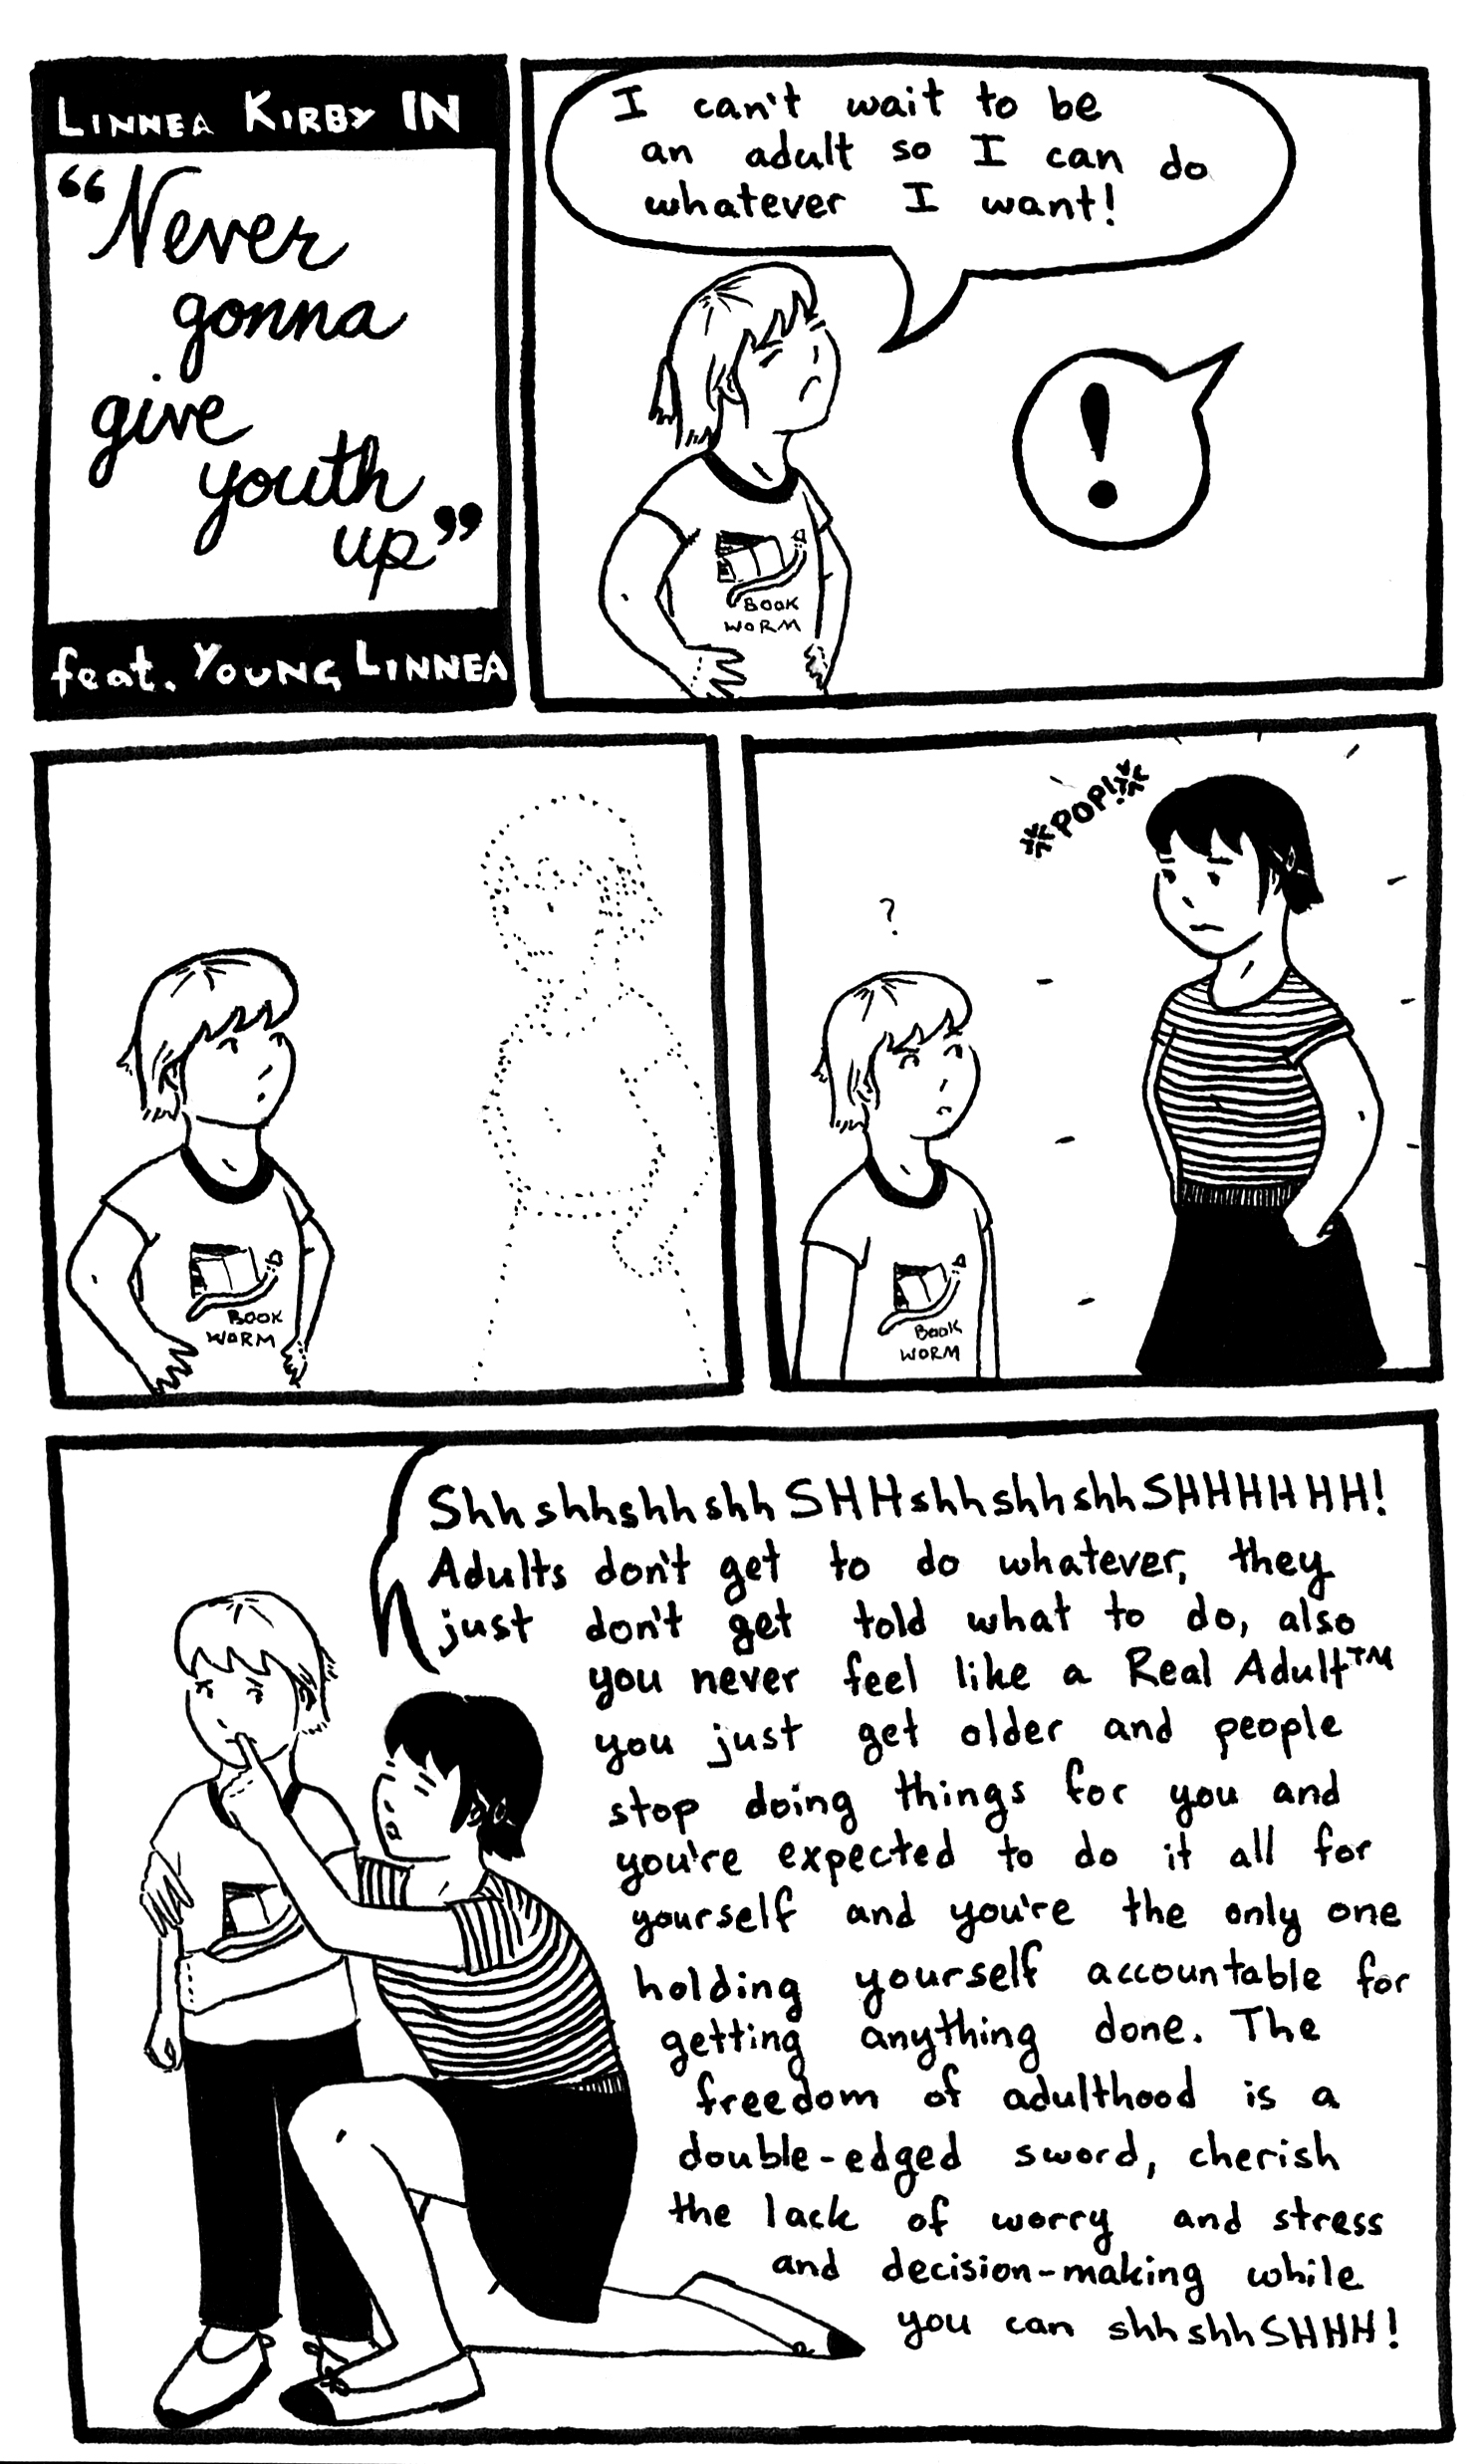 LINNEA KIRBY IN
“Never
gonna
give
youth
up”
feat. YOUNG LINNEA
I can't wait to be
an adult so I can do
whatever I want!
!
BOOK
WORM
BOOK
WORM
*POP!*
?
BOOK
WORM
ShhshhshhshhSHHshhshhshhSHHHHHH!
Adults don't get to do whatever, they
just don't get told what to do, also
you never feel like a Real Adult™
you just get older and people
stop doing things for you and
you're expected to do it all for
yourself and you're the only one
holding yourself accountable for
getting anything done. The
freedom of adulthood is a
double-edged sword, cherish
the lack of worry and stress
and decision-making while
you can shhshhSHHH!